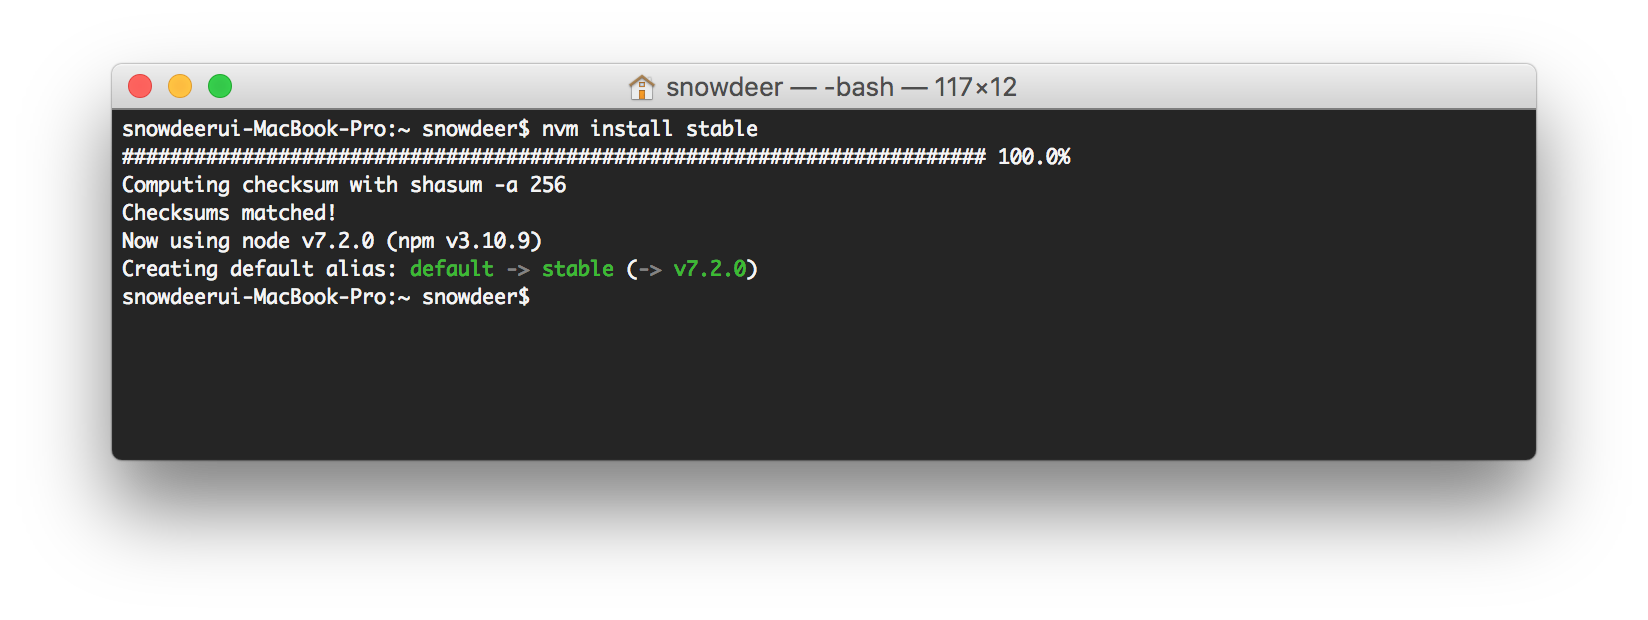 snowdeer — -bash — 117×12
snowdeerui-MacBook-Pro:~ snowdeer$ nvm install stable
######################################################################## 100.0%
Computing checksum with shasum -a 256
Checksums matched!
Now using node v7.2.0 (npm v3.10.9)
Creating default alias: default -> stable (-> v7.2.0)
snowdeerui-MacBook-Pro:~ snowdeer$